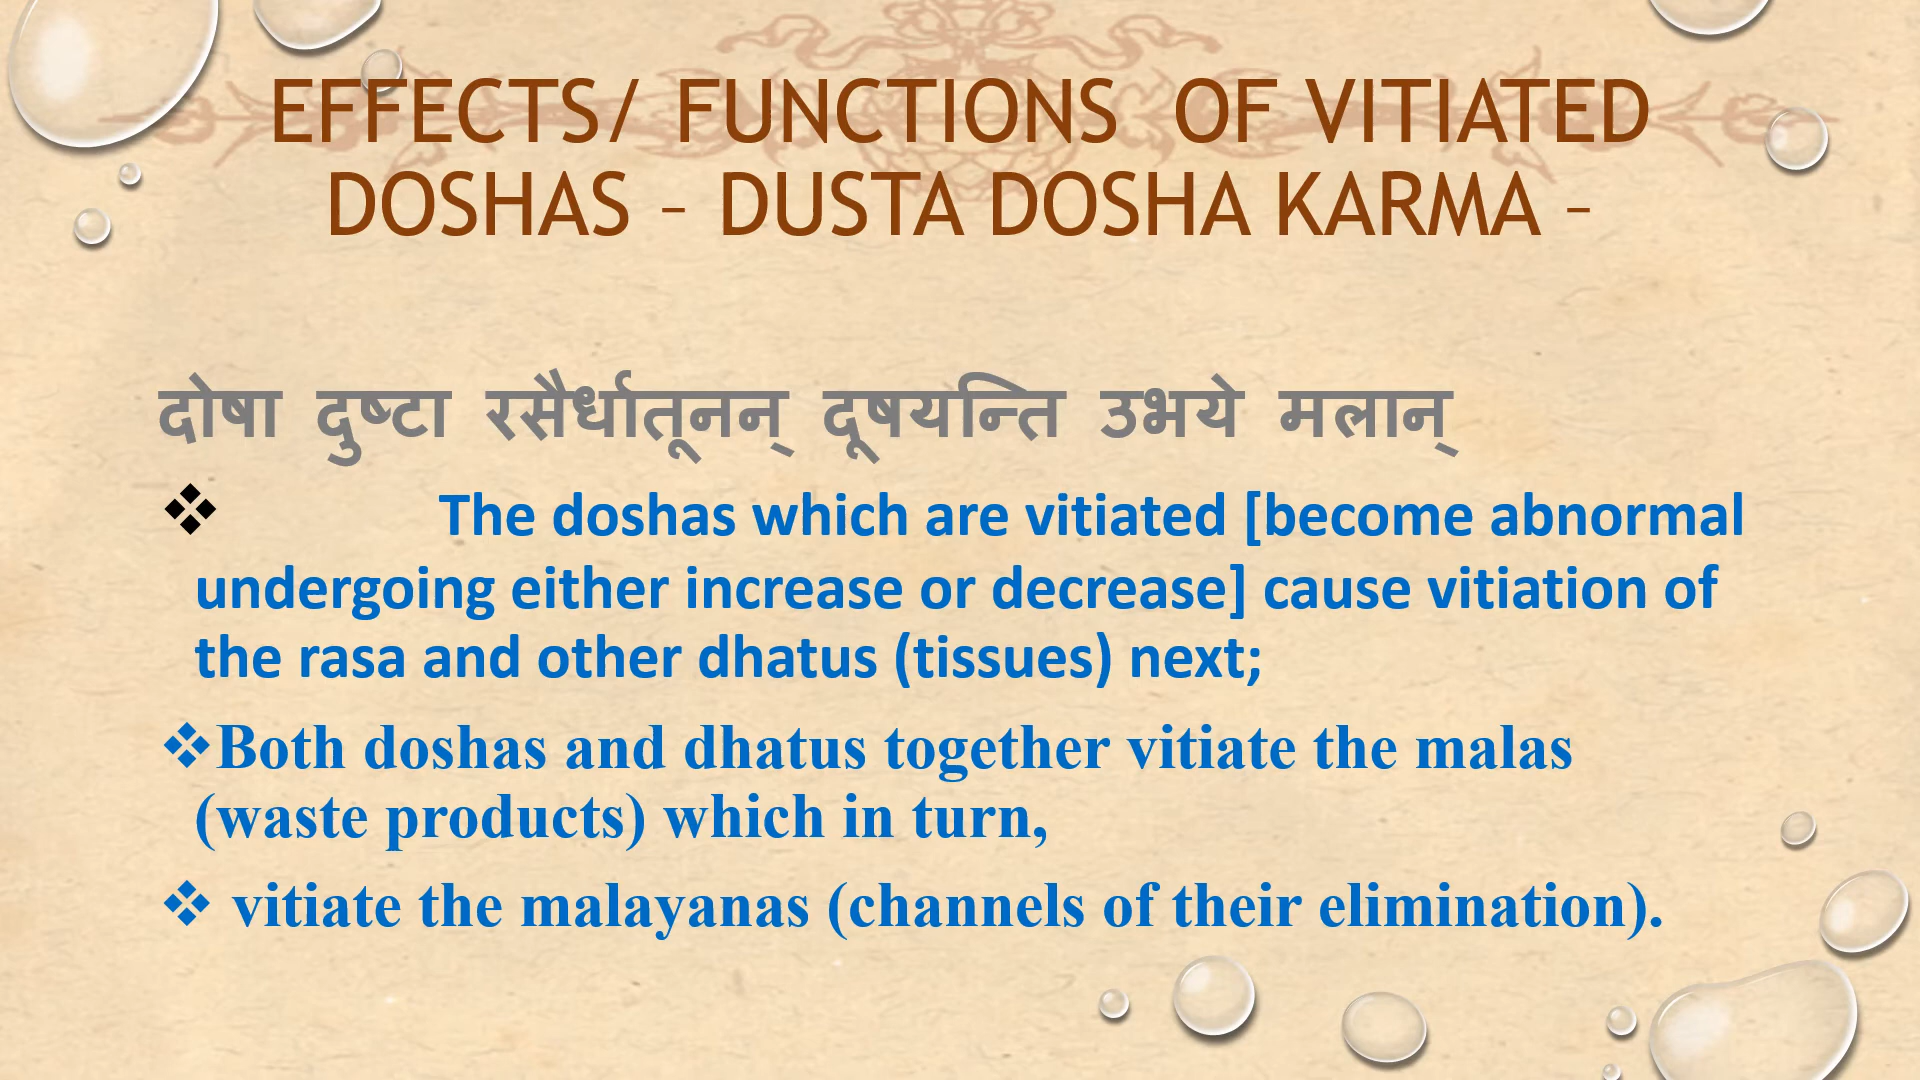 EFFECTS/ FUNCTIONS OF VITIATED
DOSHAS – DUSTA DOSHA KARMA –
दोषा दुष्टा रसैर्धातूनन् दूषयन्ति उभये मलान्
❖ The doshas which are vitiated [become abnormal
undergoing either increase or decrease] cause vitiation of
the rasa and other dhatus (tissues) next;
❖Both doshas and dhatus together vitiate the malas
(waste products) which in turn,
❖ vitiate the malayanas (channels of their elimination).